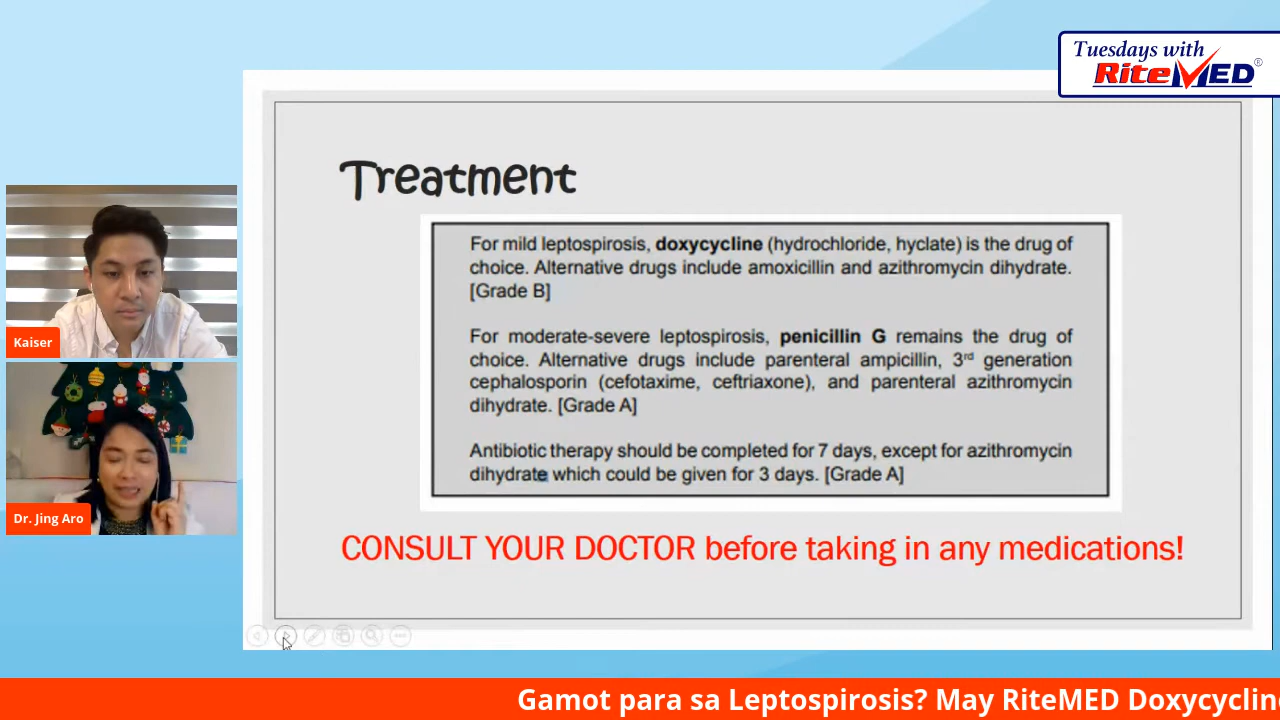 Tuesdays with
RiteMED®
Treatment
For mild leptospirosis, doxycycline (hydrochloride, hyclate) is the drug of
choice. Alternative drugs include amoxicillin and azithromycin dihydrate.
[Grade B]
For moderate-severe leptospirosis, penicillin G remains the drug of
choice. Alternative drugs include parenteral ampicillin, 3rd generation
cephalosporin (cefotaxime, ceftriaxone), and parenteral azithromycin
dihydrate. [Grade A]
Antibiotic therapy should be completed for 7 days, except for azithromycin
dihydrate which could be given for 3 days. [Grade A]
CONSULT YOUR DOCTOR before taking in any medications!
Kaiser
Dr. Jing Aro
Gamot para sa Leptospirosis? May RiteMED Doxycyclin